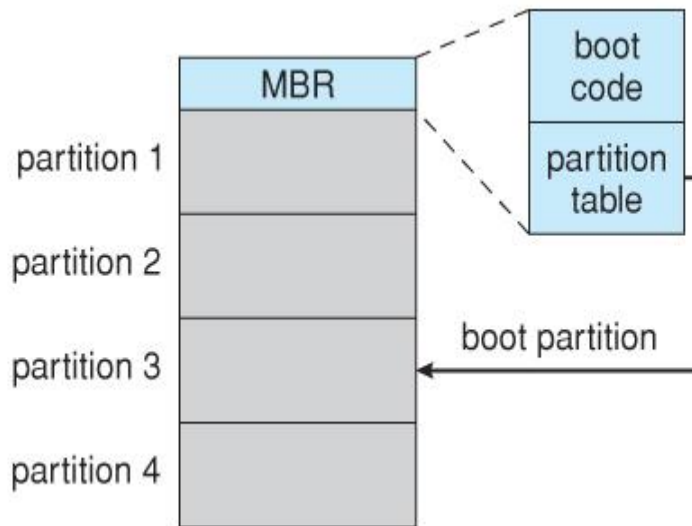 MBR
boot
code
partition
table
partition 1
partition 2
boot partition
partition 3
partition 4